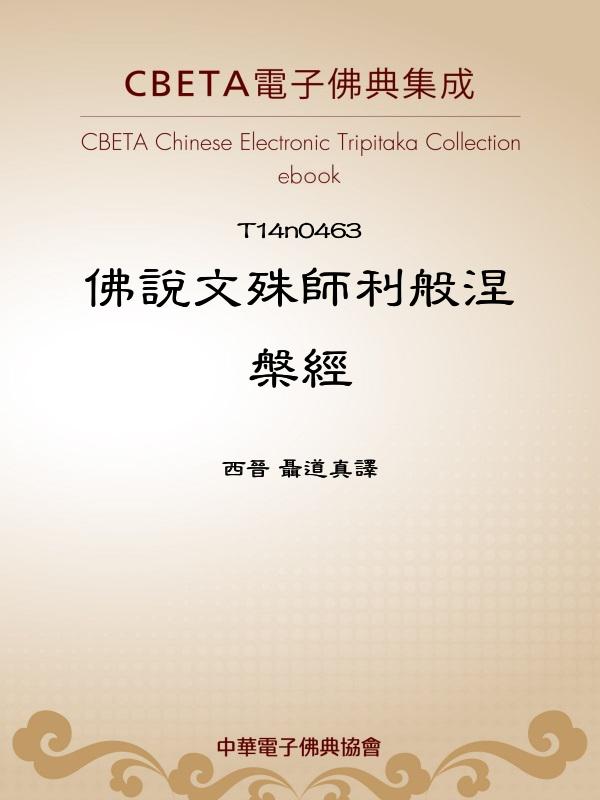 CBETA電子佛典集成
CBETA Chinese Electronic Tripitaka Collection
ebook
T14n0463
佛說文殊師利般涅
槃經
西晉 聶道真譯
中華電子佛典協會